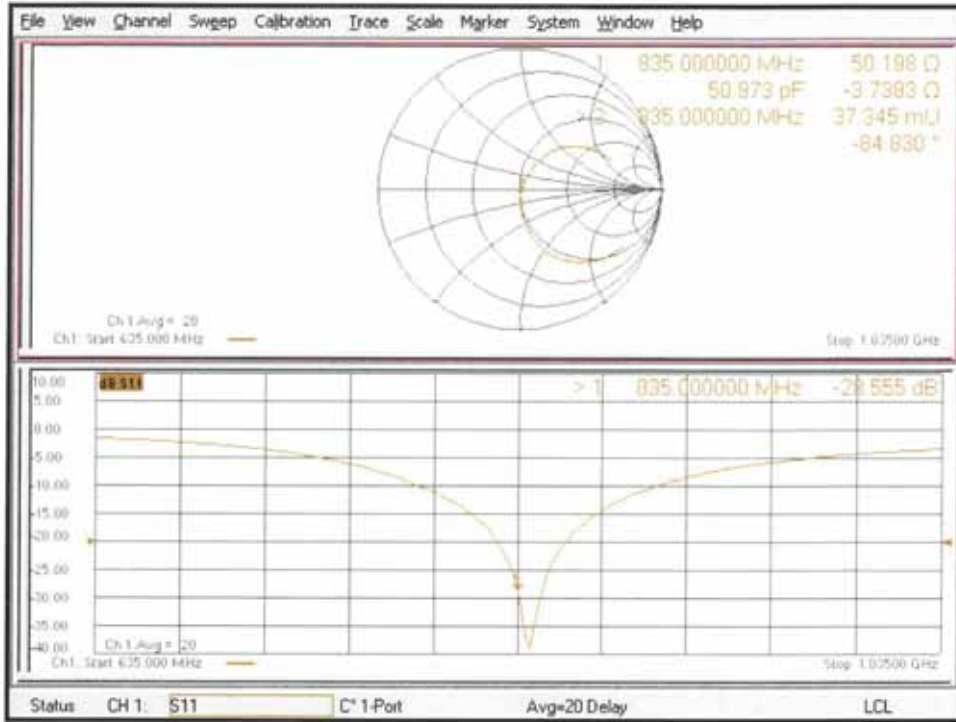 File View Channel Sweep Calibration Trace Scale Marker System Window Help
1 835.000000 MHz 50.198 Ω
50.973 pF -3.7383 Ω
> 2 835.000000 MHz 37.345 mU
-84.830 °
Ch 1 Avg = 20
Ch1: Start 635.000 MHz
Stop 1.03500 GHz
10.00
dB S11
> 1 835.000000 MHz -28.555 dB
5.00
0.00
-5.00
-10.00
-15.00
-20.00
-25.00
-30.00
-35.00
-40.00
Ch 1 Avg = 20
Ch1: Start 635.000 MHz
Stop 1.03500 GHz
Status CH 1: S11 C* 1-Port Avg=20 Delay LCL